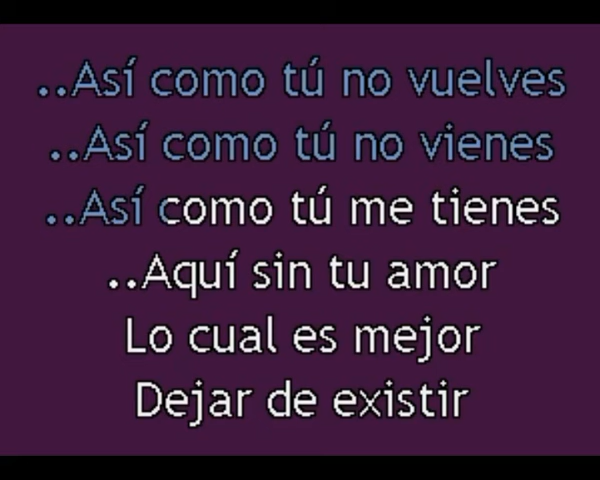 ..Así como tú no vuelves
..Así como tú no vienes
..Así como tú me tienes
..Aquí sin tu amor
Lo cual es mejor
Dejar de existir